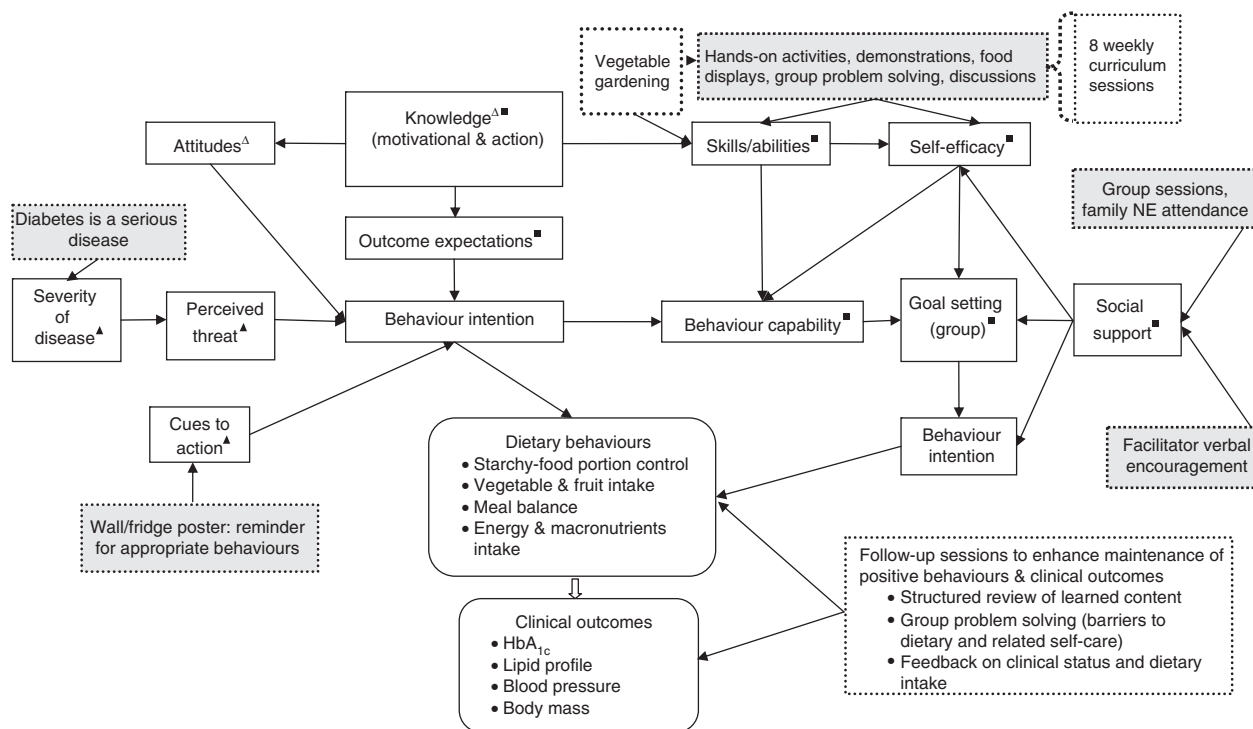 Vegetable
gardening
Hands-on activities, demonstrations, food
displays, group problem solving, discussions
8 weekly
curriculum
sessions
Attitudes△
Knowledge△■
(motivational & action)
Skills/abilities■
Self-efficacy■
Group sessions,
family NE attendance
Diabetes is a serious
disease
Outcome expectations■
Severity
of
disease▲
Perceived
threat▲
Behaviour intention
Behaviour capability■
Goal setting
(group)■
Social
support■
Cues to
action▲
Dietary behaviours
• Starchy-food portion control
• Vegetable & fruit intake
• Meal balance
• Energy & macronutrients
intake
Behaviour
intention
Facilitator verbal
encouragement
Wall/fridge poster: reminder
for appropriate behaviours
Follow-up sessions to enhance maintenance of
positive behaviours & clinical outcomes
• Structured review of learned content
• Group problem solving (barriers to
dietary and related self-care)
• Feedback on clinical status and dietary
intake
Clinical outcomes
• HbA1c
• Lipid profile
• Blood pressure
• Body mass